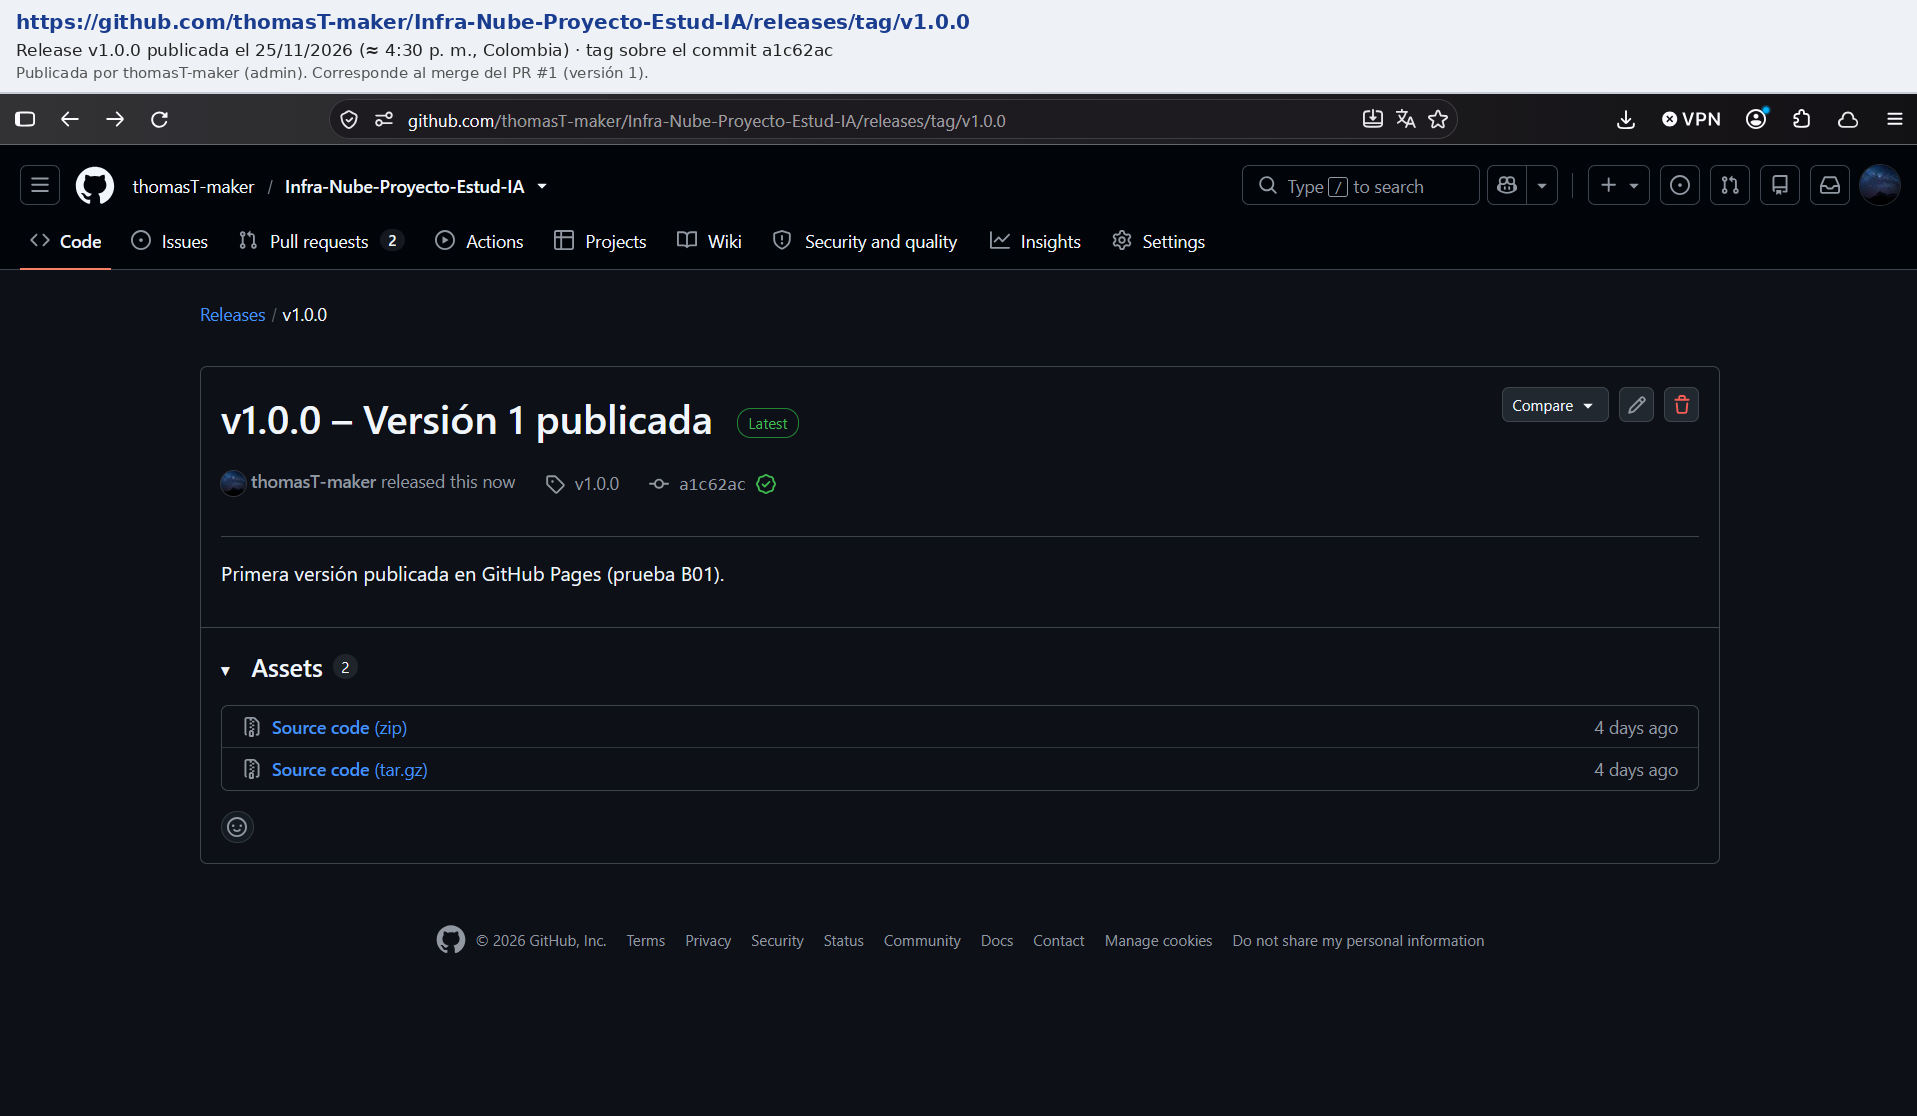 https://github.com/thomasT-maker/Infra-Nube-Proyecto-Estud-IA/releases/tag/v1.0.0
Release v1.0.0 publicada el 25/11/2026 (≈ 4:30 p. m., Colombia) · tag sobre el commit a1c62ac
Publicada por thomasT-maker (admin). Corresponde al merge del PR #1 (versión 1).
github.com/thomasT-maker/Infra-Nube-Proyecto-Estud-IA/releases/tag/v1.0.0
VPN
thomasT-maker / Infra-Nube-Proyecto-Estud-IA
Type / to search
Code Issues Pull requests 2 Actions Projects Wiki Security and quality Insights Settings
Releases / v1.0.0
v1.0.0 – Versión 1 publicada Latest
Compare
thomasT-maker released this now v1.0.0 a1c62ac
Primera versión publicada en GitHub Pages (prueba B01).
Assets 2
Source code (zip) 4 days ago
Source code (tar.gz) 4 days ago
© 2026 GitHub, Inc. Terms Privacy Security Status Community Docs Contact Manage cookies Do not share my personal information